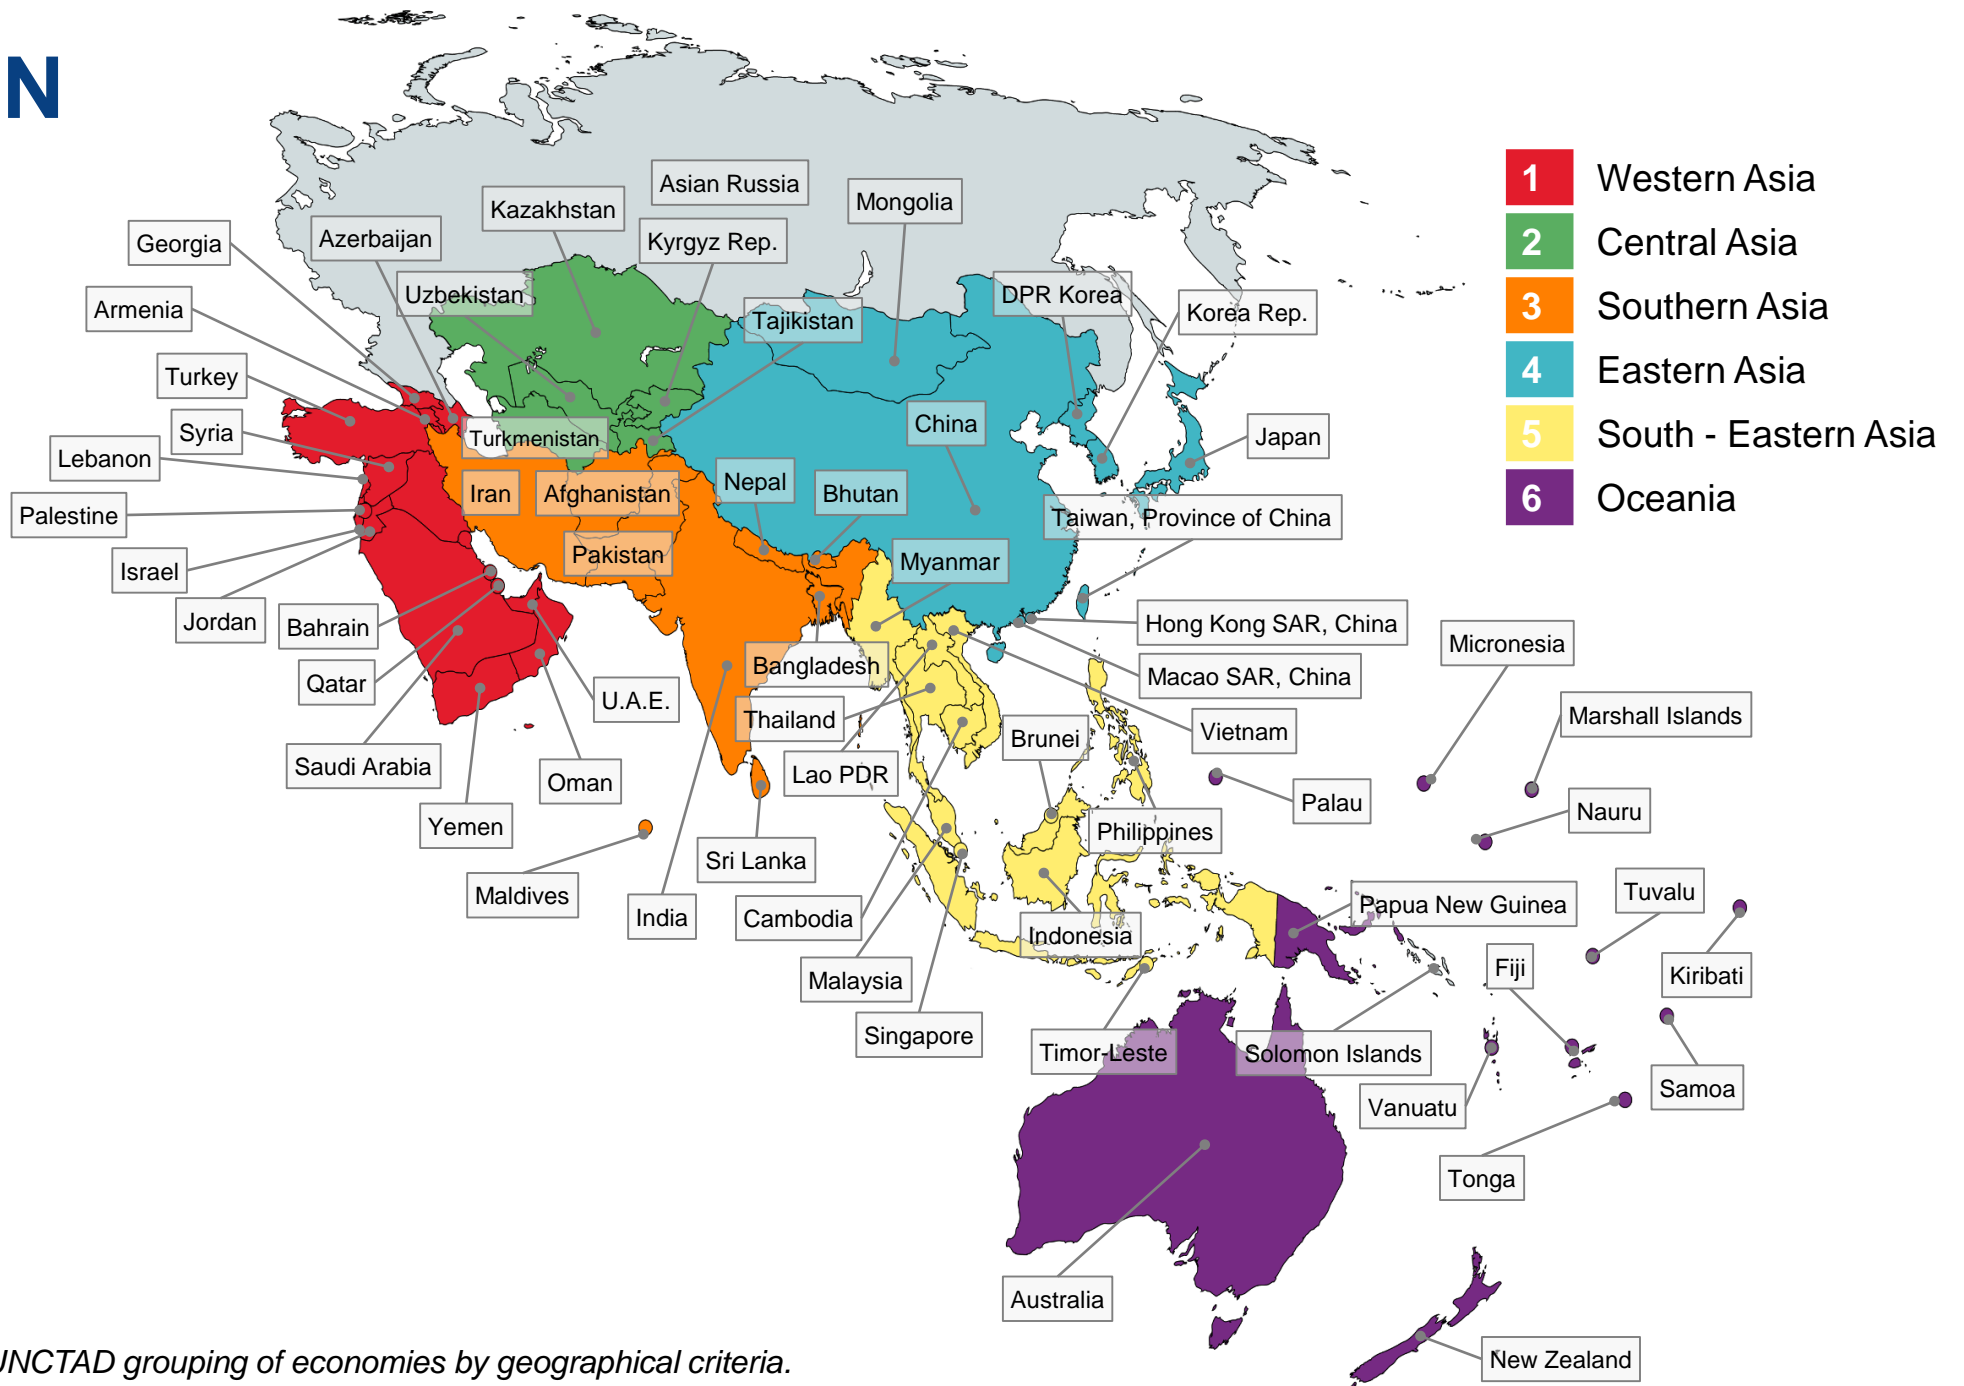 N
1 Western Asia
2 Central Asia
3 Southern Asia
4 Eastern Asia
5 South - Eastern Asia
6 Oceania
Asian Russia
Kazakhstan
Mongolia
Georgia
Azerbaijan
Kyrgyz Rep.
Uzbekistan
DPR Korea
Armenia
Tajikistan
Korea Rep.
Turkey
Syria
Turkmenistan
China
Japan
Lebanon
Iran
Afghanistan
Nepal
Bhutan
Palestine
Taiwan, Province of China
Pakistan
Myanmar
Israel
Jordan
Bahrain
Hong Kong SAR, China
Micronesia
Bangladesh
Macao SAR, China
Qatar
U.A.E.
Thailand
Marshall Islands
Vietnam
Brunei
Saudi Arabia
Oman
Lao PDR
Palau
Nauru
Yemen
Philippines
Sri Lanka
Maldives
India
Cambodia
Papua New Guinea
Tuvalu
Indonesia
Fiji
Kiribati
Malaysia
Singapore
Timor-Leste
Solomon Islands
Samoa
Vanuatu
Tonga
Australia
New Zealand
UNCTAD grouping of economies by geographical criteria.